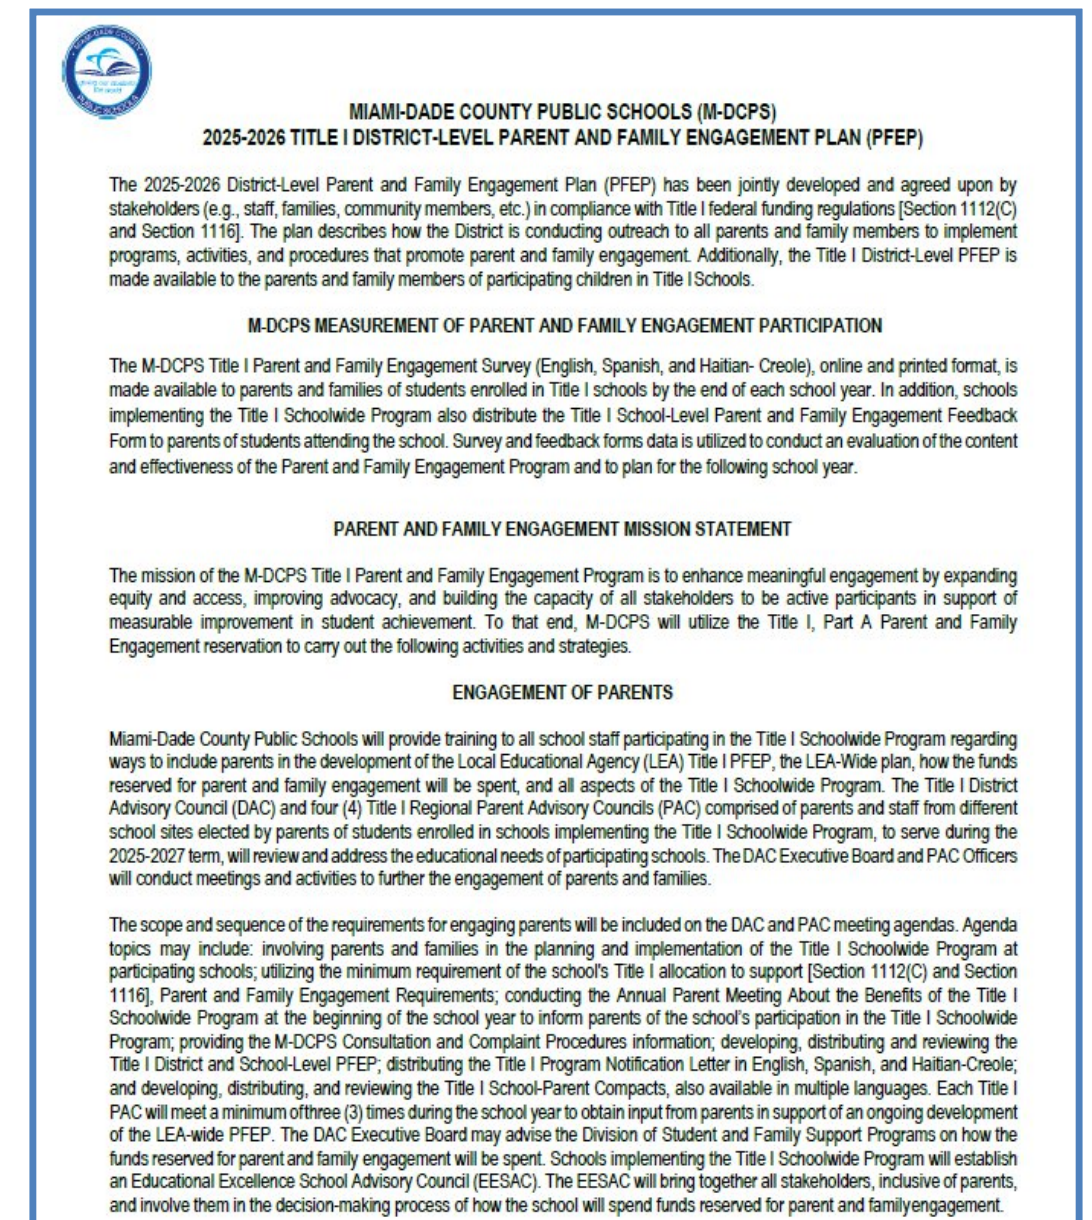 MIAMI-DADE COUNTY
giving our students
the world
PUBLIC SCHOOLS
MIAMI-DADE COUNTY PUBLIC SCHOOLS (M-DCPS)
2025-2026 TITLE I DISTRICT-LEVEL PARENT AND FAMILY ENGAGEMENT PLAN (PFEP)
The 2025-2026 District-Level Parent and Family Engagement Plan (PFEP) has been jointly developed and agreed upon by
stakeholders (e.g., staff, families, community members, etc.) in compliance with Title I federal funding regulations [Section 1112(C)
and Section 1116]. The plan describes how the District is conducting outreach to all parents and family members to implement
programs, activities, and procedures that promote parent and family engagement. Additionally, the Title I District-Level PFEP is
made available to the parents and family members of participating children in Title I Schools.
M-DCPS MEASUREMENT OF PARENT AND FAMILY ENGAGEMENT PARTICIPATION
The M-DCPS Title I Parent and Family Engagement Survey (English, Spanish, and Haitian- Creole), online and printed format, is
made available to parents and families of students enrolled in Title I schools by the end of each school year. In addition, schools
implementing the Title I Schoolwide Program also distribute the Title I School-Level Parent and Family Engagement Feedback
Form to parents of students attending the school. Survey and feedback forms data is utilized to conduct an evaluation of the content
and effectiveness of the Parent and Family Engagement Program and to plan for the following school year.
PARENT AND FAMILY ENGAGEMENT MISSION STATEMENT
The mission of the M-DCPS Title I Parent and Family Engagement Program is to enhance meaningful engagement by expanding
equity and access, improving advocacy, and building the capacity of all stakeholders to be active participants in support of
measurable improvement in student achievement. To that end, M-DCPS will utilize the Title I, Part A Parent and Family
Engagement reservation to carry out the following activities and strategies.
ENGAGEMENT OF PARENTS
Miami-Dade County Public Schools will provide training to all school staff participating in the Title I Schoolwide Program regarding
ways to include parents in the development of the Local Educational Agency (LEA) Title I PFEP, the LEA-Wide plan, how the funds
reserved for parent and family engagement will be spent, and all aspects of the Title I Schoolwide Program. The Title I District
Advisory Council (DAC) and four (4) Title I Regional Parent Advisory Councils (PAC) comprised of parents and staff from different
school sites elected by parents of students enrolled in schools implementing the Title I Schoolwide Program, to serve during the
2025-2027 term, will review and address the educational needs of participating schools. The DAC Executive Board and PAC Officers
will conduct meetings and activities to further the engagement of parents and families.
The scope and sequence of the requirements for engaging parents will be included on the DAC and PAC meeting agendas. Agenda
topics may include: involving parents and families in the planning and implementation of the Title I Schoolwide Program at
participating schools; utilizing the minimum requirement of the school's Title I allocation to support [Section 1112(C) and Section
1116], Parent and Family Engagement Requirements; conducting the Annual Parent Meeting About the Benefits of the Title I
Schoolwide Program at the beginning of the school year to inform parents of the school's participation in the Title I Schoolwide
Program; providing the M-DCPS Consultation and Complaint Procedures information; developing, distributing and reviewing the
Title I District and School-Level PFEP; distributing the Title I Program Notification Letter in English, Spanish, and Haitian-Creole;
and developing, distributing, and reviewing the Title I School-Parent Compacts, also available in multiple languages. Each Title I
PAC will meet a minimum of three (3) times during the school year to obtain input from parents in support of an ongoing development
of the LEA-wide PFEP. The DAC Executive Board may advise the Division of Student and Family Support Programs on how the
funds reserved for parent and family engagement will be spent. Schools implementing the Title I Schoolwide Program will establish
an Educational Excellence School Advisory Council (EESAC). The EESAC will bring together all stakeholders, inclusive of parents,
and involve them in the decision-making process of how the school will spend funds reserved for parent and familyengagement.